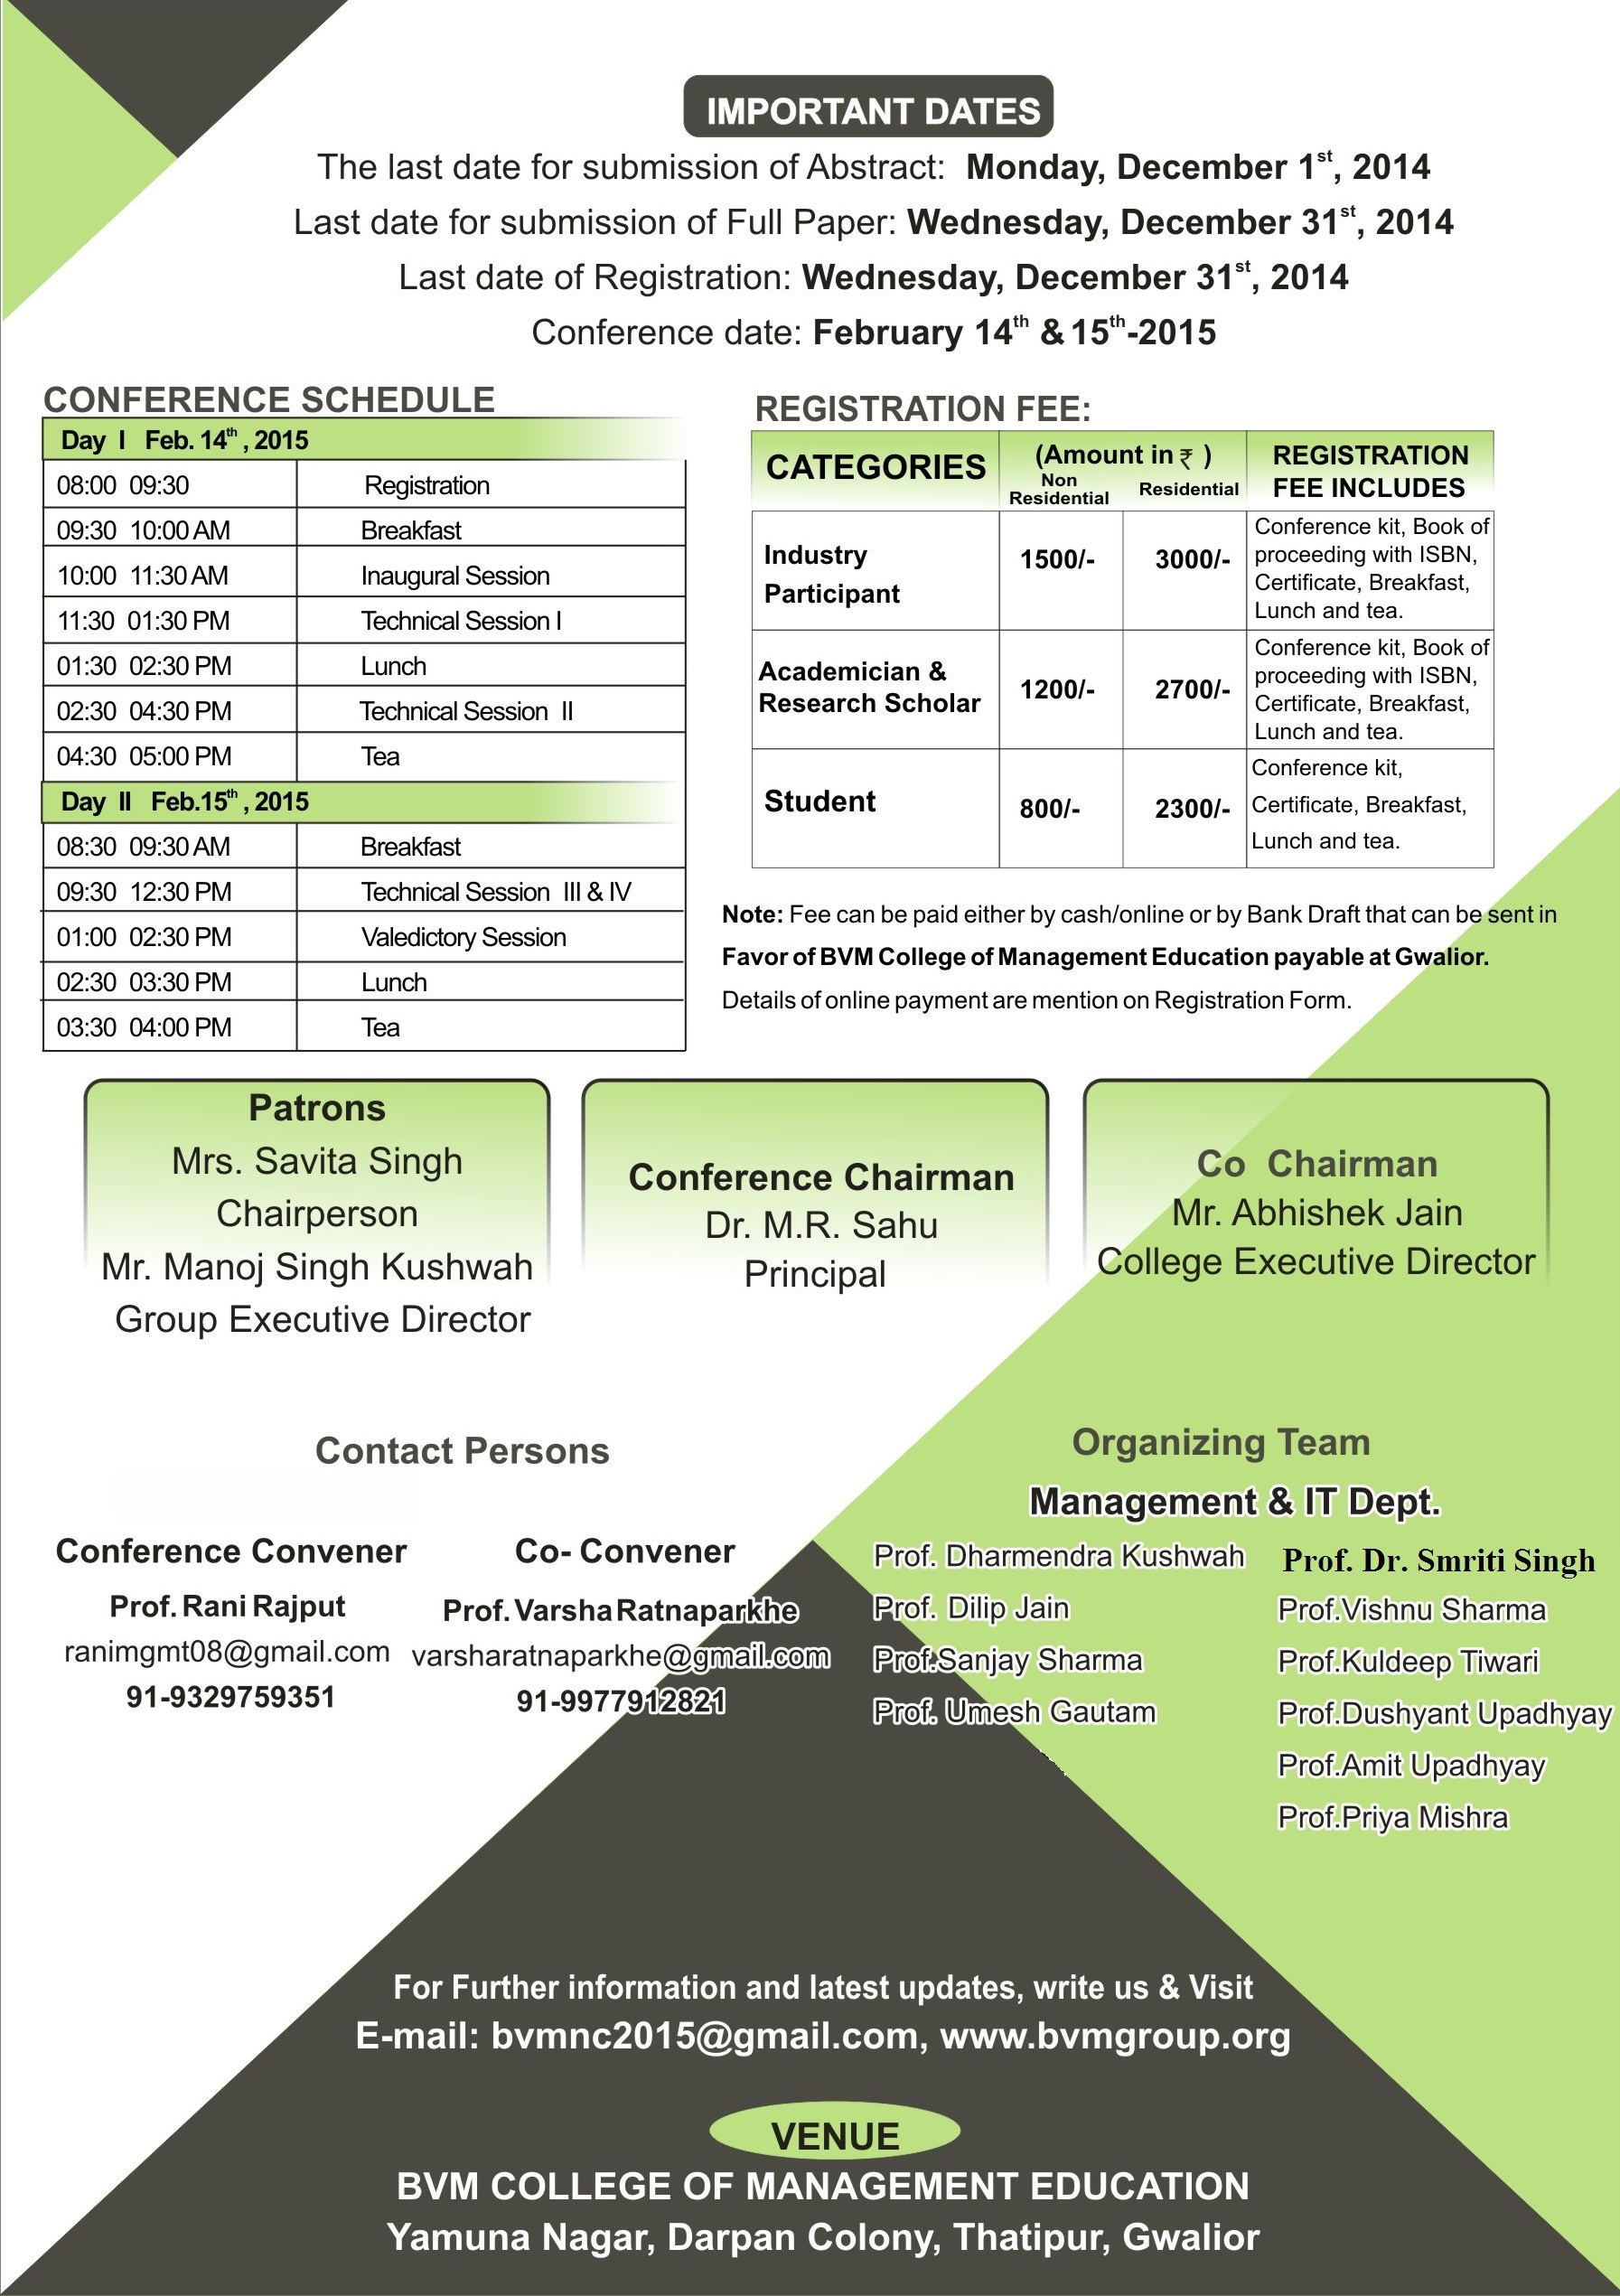 IMPORTANT DATES
The last date for submission of Abstract: Monday, December 1st, 2014
Last date for submission of Full Paper: Wednesday, December 31st, 2014
Last date of Registration: Wednesday, December 31st, 2014
Conference date: February 14th & 15th-2015
CONFERENCE SCHEDULE
Day I Feb. 14th , 2015
08:00 09:30 Registration
09:30 10:00 AM Breakfast
10:00 11:30 AM Inaugural Session
11:30 01:30 PM Technical Session I
01:30 02:30 PM Lunch
02:30 04:30 PM Technical Session II
04:30 05:00 PM Tea
Day II Feb.15th , 2015
08:30 09:30 AM Breakfast
09:30 12:30 PM Technical Session III & IV
01:00 02:30 PM Valedictory Session
02:30 03:30 PM Lunch
03:30 04:00 PM Tea
REGISTRATION FEE:
CATEGORIES
(Amount in ₹ )
Non
Residential
Residential
REGISTRATION
FEE INCLUDES
Industry
Participant
1500/-
3000/-
Conference kit, Book of
proceeding with ISBN,
Certificate, Breakfast,
Lunch and tea.
Academician &
Research Scholar
1200/-
2700/-
Conference kit, Book of
proceeding with ISBN,
Certificate, Breakfast,
Lunch and tea.
Student
800/-
2300/-
Conference kit,
Certificate, Breakfast,
Lunch and tea.
Note: Fee can be paid either by cash/online or by Bank Draft that can be sent in
Favor of BVM College of Management Education payable at Gwalior.
Details of online payment are mention on Registration Form.
Patrons
Mrs. Savita Singh
Chairperson
Mr. Manoj Singh Kushwah
Group Executive Director
Conference Chairman
Dr. M.R. Sahu
Principal
Co Chairman
Mr. Abhishek Jain
College Executive Director
Contact Persons
Conference Convener
Prof. Rani Rajput
ranimgmt08@gmail.com
91-9329759351
Co- Convener
Prof. Varsha Ratnaparkhe
varsharatnaparkhe@gmail.com
91-9977912821
Organizing Team
Management & IT Dept.
Prof. Dharmendra Kushwah
Prof. Dilip Jain
Prof.Sanjay Sharma
Prof. Umesh Gautam
Prof. Dr. Smriti Singh
Prof.Vishnu Sharma
Prof.Kuldeep Tiwari
Prof.Dushyant Upadhyay
Prof.Amit Upadhyay
Prof.Priya Mishra
For Further information and latest updates, write us & Visit
E-mail: bvmnc2015@gmail.com, www.bvmgroup.org
VENUE
BVM COLLEGE OF MANAGEMENT EDUCATION
Yamuna Nagar, Darpan Colony, Thatipur, Gwalior